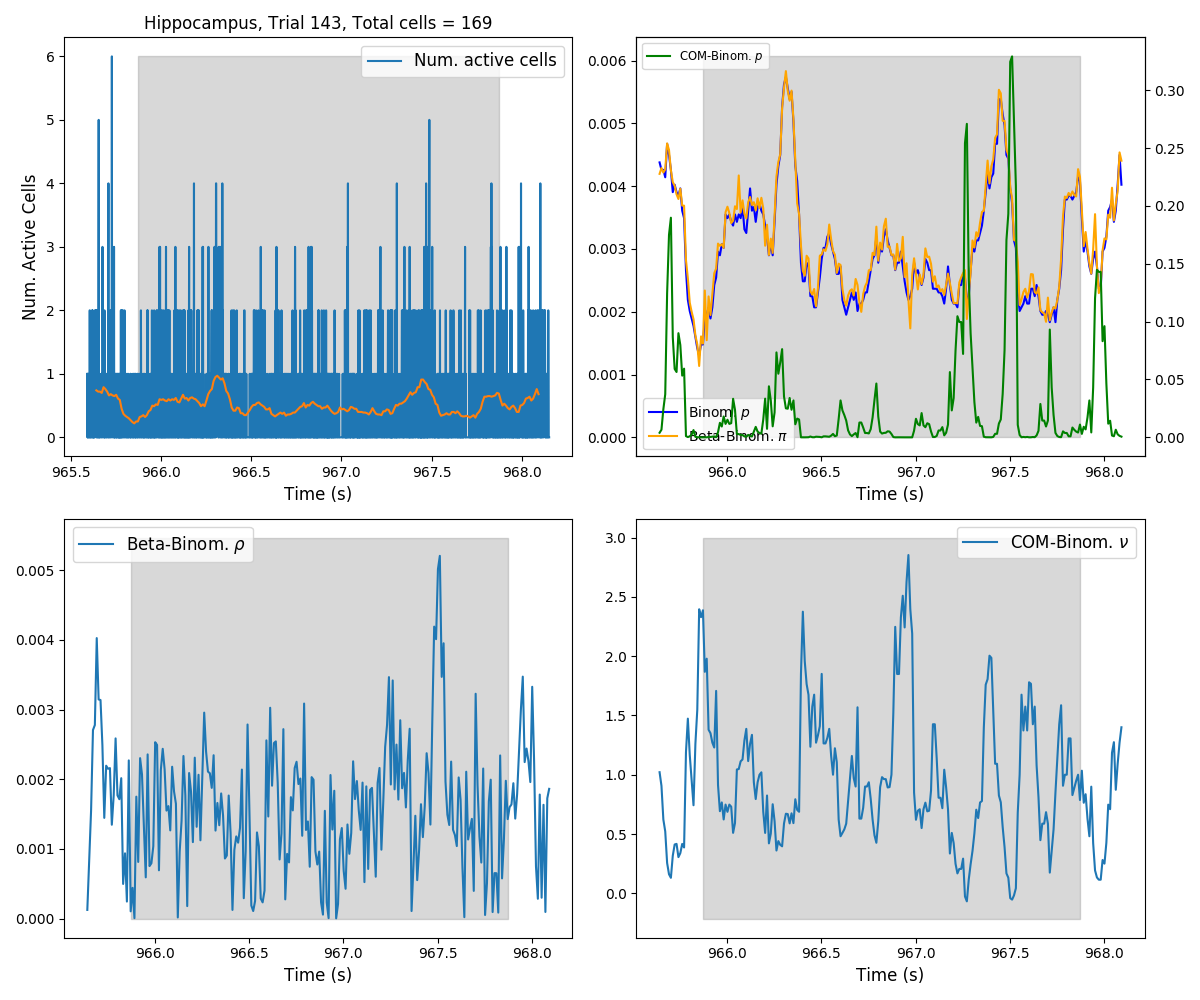 Hippocampus, Trial 143, Total cells = 169
Num. active cells
Num. Active Cells
6
5
4
3
2
1
0
965.5 966.0 966.5 967.0 967.5 968.0
Time (s)
COM-Binom. p
0.006
0.005
0.004
0.003
0.002
0.001
0.000
0.30
0.25
0.20
0.15
0.10
0.05
0.00
Binom. p
Beta-Binom. π
966.0 966.5 967.0 967.5 968.0
Time (s)
Beta-Binom. ρ
0.005
0.004
0.003
0.002
0.001
0.000
966.0 966.5 967.0 967.5 968.0
Time (s)
COM-Binom. ν
3.0
2.5
2.0
1.5
1.0
0.5
0.0
966.0 966.5 967.0 967.5 968.0
Time (s)